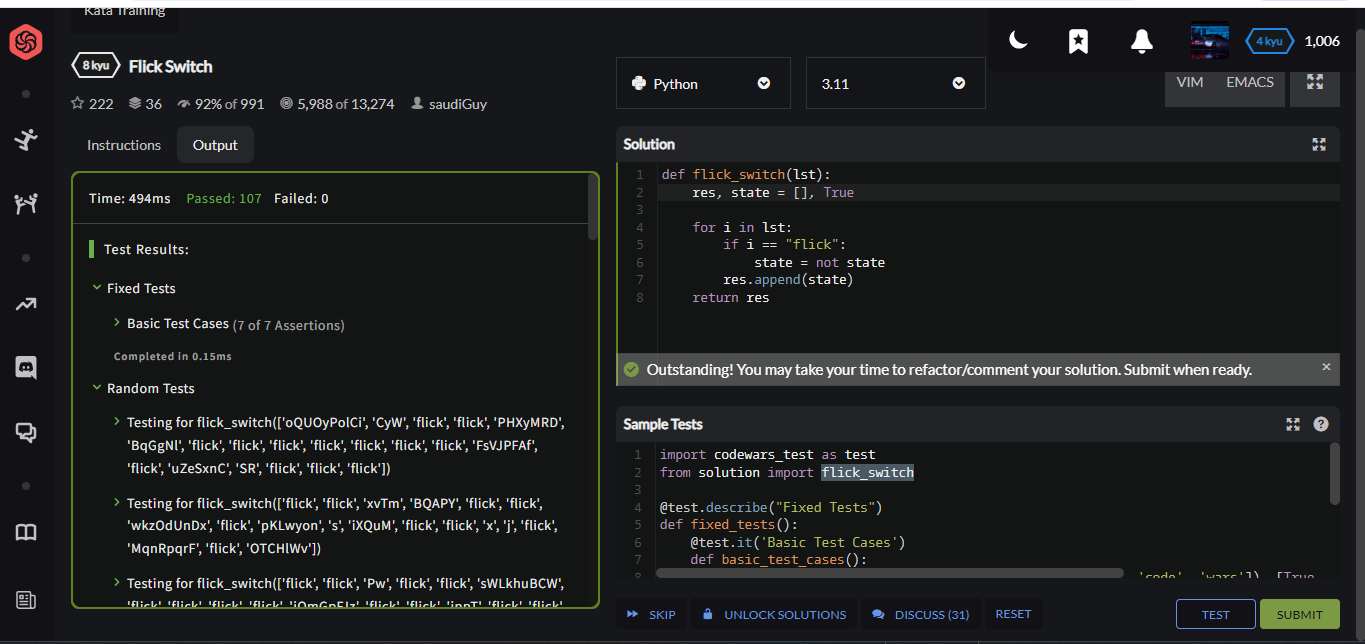 Kata Training
4 kyu 1,006
8 kyu Flick Switch
222 36 92% of 991 5,988 of 13,274 saudiGuy
Instructions Output
Time: 494ms Passed: 107 Failed: 0
Test Results:
Fixed Tests
Basic Test Cases (7 of 7 Assertions)
Completed in 0.15ms
Random Tests
Testing for flick_switch(['oQUOyPolCi', 'CyW', 'flick', 'flick', 'PHXyMRD',
'BqGgNl', 'flick', 'flick', 'flick', 'flick', 'flick', 'flick', 'flick', 'FsVJPFAf',
'flick', 'uZeSxnC', 'SR', 'flick', 'flick', 'flick'])
Testing for flick_switch(['flick', 'flick', 'xvTm', 'BQAPY', 'flick', 'flick',
'wkzOdUnDx', 'flick', 'pKLwyon', 's', 'iXQuM', 'flick', 'flick', 'x', 'j', 'flick',
'MqnRpqrF', 'flick', 'OTCHlWv'])
Testing for flick_switch(['flick', 'flick', 'Pw', 'flick', 'flick', 'sWLkhuBCW',
Python 3.11 VIM EMACS
Solution
1 def flick_switch(lst):
2 res, state = [], True
3
4 for i in lst:
5 if i == "flick":
6 state = not state
7 res.append(state)
8 return res
Outstanding! You may take your time to refactor/comment your solution. Submit when ready.
Sample Tests
1 import codewars_test as test
2 from solution import flick_switch
3
4 @test.describe("Fixed Tests")
5 def fixed_tests():
6 @test.it('Basic Test Cases')
7 def basic_test_cases():
8 'code', 'wars']), [True
SKIP UNLOCK SOLUTIONS DISCUSS (31) RESET TEST SUBMIT